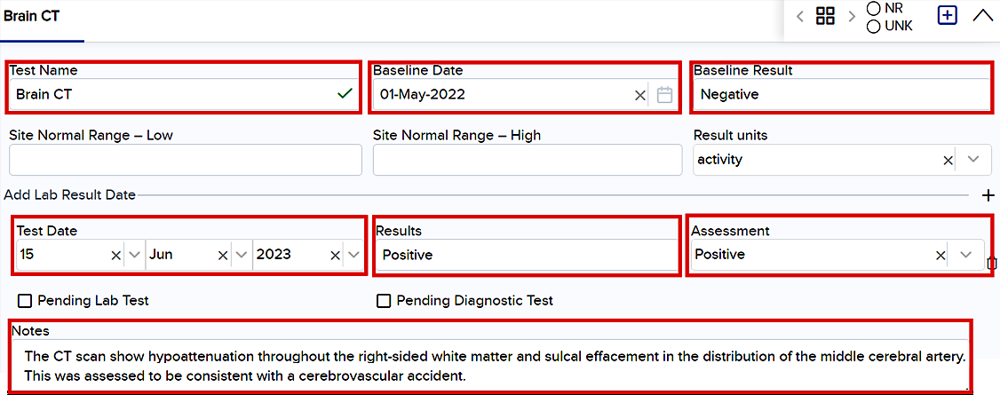 Brain CT
NR
UNK
Test Name
Baseline Date
Baseline Result
Brain CT
01-May-2022
Negative
Site Normal Range – Low
Site Normal Range – High
Result units
activity
Add Lab Result Date
Test Date
Results
Assessment
15
Jun
2023
Positive
Positive
Pending Lab Test
Pending Diagnostic Test
Notes
The CT scan show hypoattenuation throughout the right-sided white matter and sulcal effacement in the distribution of the middle cerebral artery.
This was assessed to be consistent with a cerebrovascular accident.